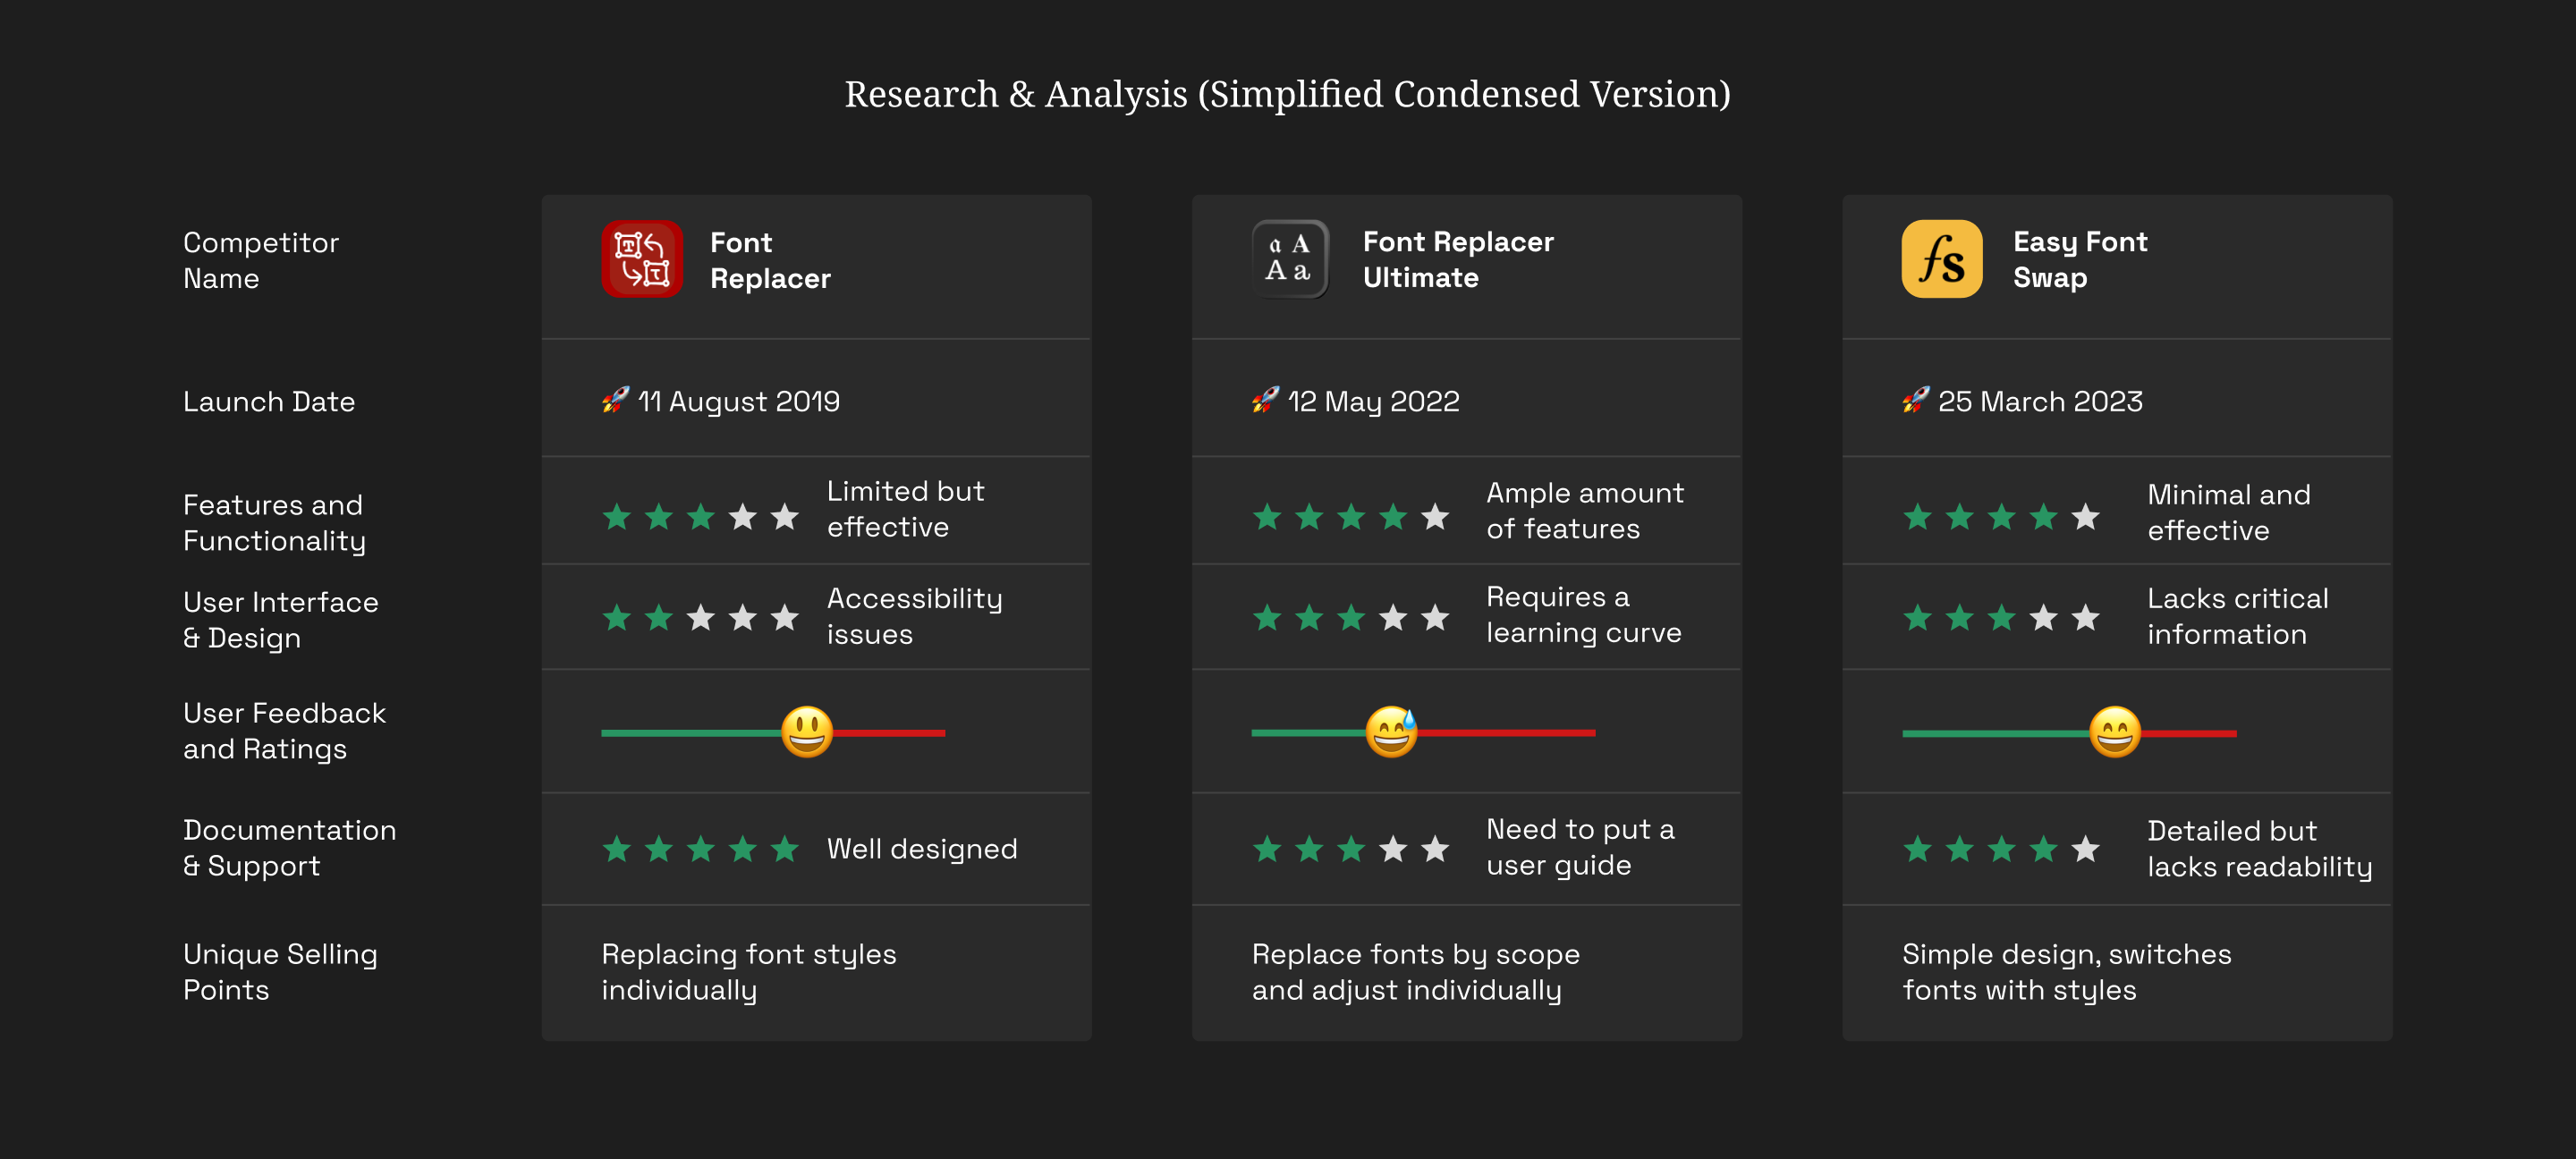 Research & Analysis (Simplified Condensed Version)
Competitor
Name
Font
Replacer
a A
A a
Font Replacer
Ultimate
fs
Easy Font
Swap
Launch Date
🚀 11 August 2019
🚀 12 May 2022
🚀 25 March 2023
Features and
Functionality
Limited but
effective
Ample amount
of features
Minimal and
effective
User Interface
& Design
Accessibility
issues
Requires a
learning curve
Lacks critical
information
User Feedback
and Ratings
Documentation
& Support
Well designed
Need to put a
user guide
Detailed but
lacks readability
Unique Selling
Points
Replacing font styles
individually
Replace fonts by scope
and adjust individually
Simple design, switches
fonts with styles